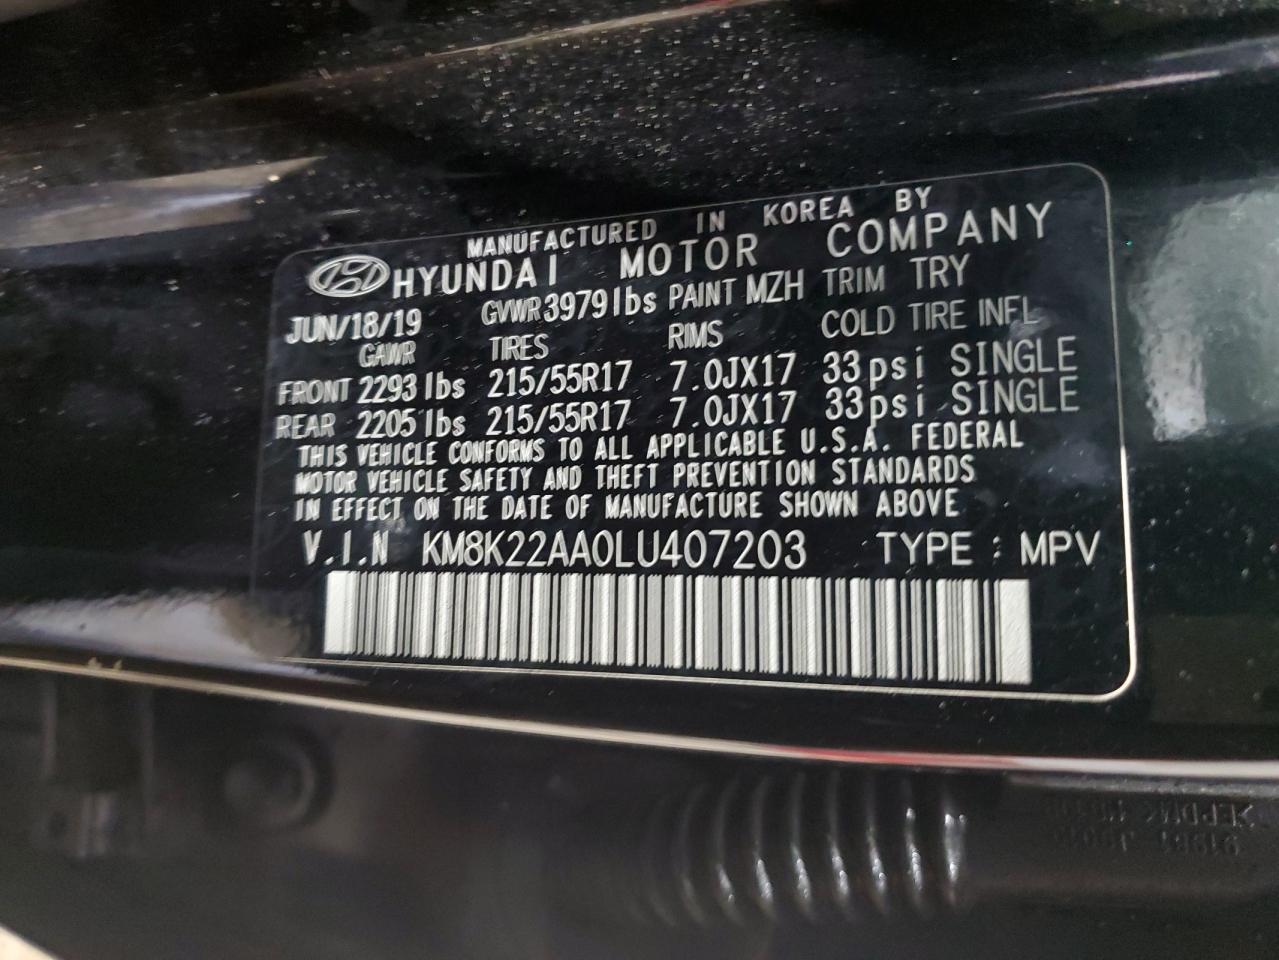 MANUFACTURED IN KOREA BY
HYUNDAI MOTOR COMPANY
JUN/18/19 GVWR 3979 lbs PAINT MZH TRIM TRY
GAWR TIRES RIMS COLD TIRE INFL
FRONT 2293 lbs 215/55R17 7.0JX17 33 psi SINGLE
REAR 2205 lbs 215/55R17 7.0JX17 33psi SINGLE
THIS VEHICLE CONFORMS TO ALL APPLICABLE U.S.A. FEDERAL
MOTOR VEHICLE SAFETY AND THEFT PREVENTION STANDARDS
IN EFFECT ON THE DATE OF MANUFACTURE SHOWN ABOVE
V.I.N KM8K22AA0LU407203 TYPE : MPV